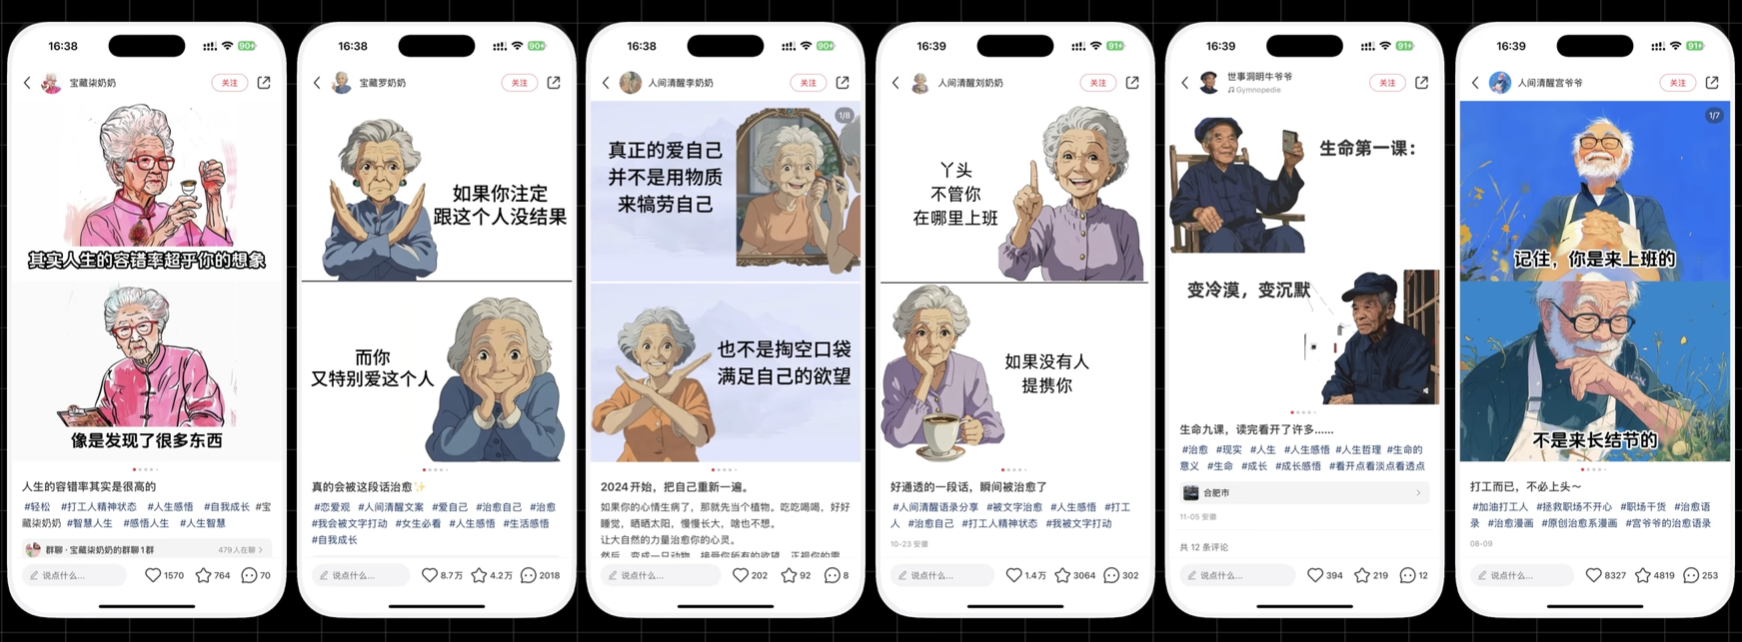 16:38
90+
宝藏柒奶奶
关注
其实人生的容错率超乎你的想象
像是发现了很多东西
人生的容错率其实是很高的
#轻松 #打工人精神状态 #人生感悟 #自我成长 #宝
藏柒奶奶 #智慧人生 #感悟人生 #人生智慧
群聊·宝藏柒奶奶的群聊1群
479人在聊
说点什么...
1570
764
70
16:38
90+
宝藏罗奶奶
关注
如果你注定
跟这个人没结果
而你
又特别爱这个人
真的会被这段话治愈✨
#恋爱观 #人间清醒文案 #爱自己 #治愈自己 #治愈
#我会被文字打动 #女生必看 #人生感悟 #生活感悟
#自我成长
说点什么...
8.7万
4.2万
2018
16:38
90+
人间清醒李奶奶
关注
1/8
真正的爱自己
并不是用物质
来犒劳自己
也不是掏空口袋
满足自己的欲望
2024开始，把自己重新一遍。
如果你的心情生病了，那就先当个植物。吃吃喝喝，好好
睡觉，晒晒太阳，慢慢长大，啥也不想。
让大自然的力量治愈你的心灵。
然后，变成一只动物，接受你所有的欲望，正视你的需
说点什么...
202
92
8
16:39
91+
人间清醒刘奶奶
关注
丫头
不管你
在哪里上班
如果没有人
提携你
好通透的一段话，瞬间被治愈了
#人间清醒语录分享 #被文字治愈 #人生感悟 #打工
人 #治愈自己 #打工人精神状态 #我被文字打动
10-23 安徽
说点什么...
1.4万
3064
302
16:39
91+
世事洞明牛爷爷
Gymnopedie
关注
生命第一课：
变冷漠，变沉默
生命九课，读完看开了许多......
#治愈 #现实 #人生 #人生感悟 #人生哲理 #生命的
意义 #生命 #成长 #成长感悟 #看开点看淡点看透点
合肥市
11-05 安徽
共 12 条评论
说点什么...
394
219
12
16:39
91+
人间清醒宫爷爷
关注
1/7
记住，你是来上班的
不是来长结节的
打工而已，不必上头～
#加油打工人 #拯救职场不开心 #职场干货 #治愈语
录 #治愈漫画 #原创治愈系漫画 #宫爷爷的治愈语录
08-09
说点什么...
8327
4819
253